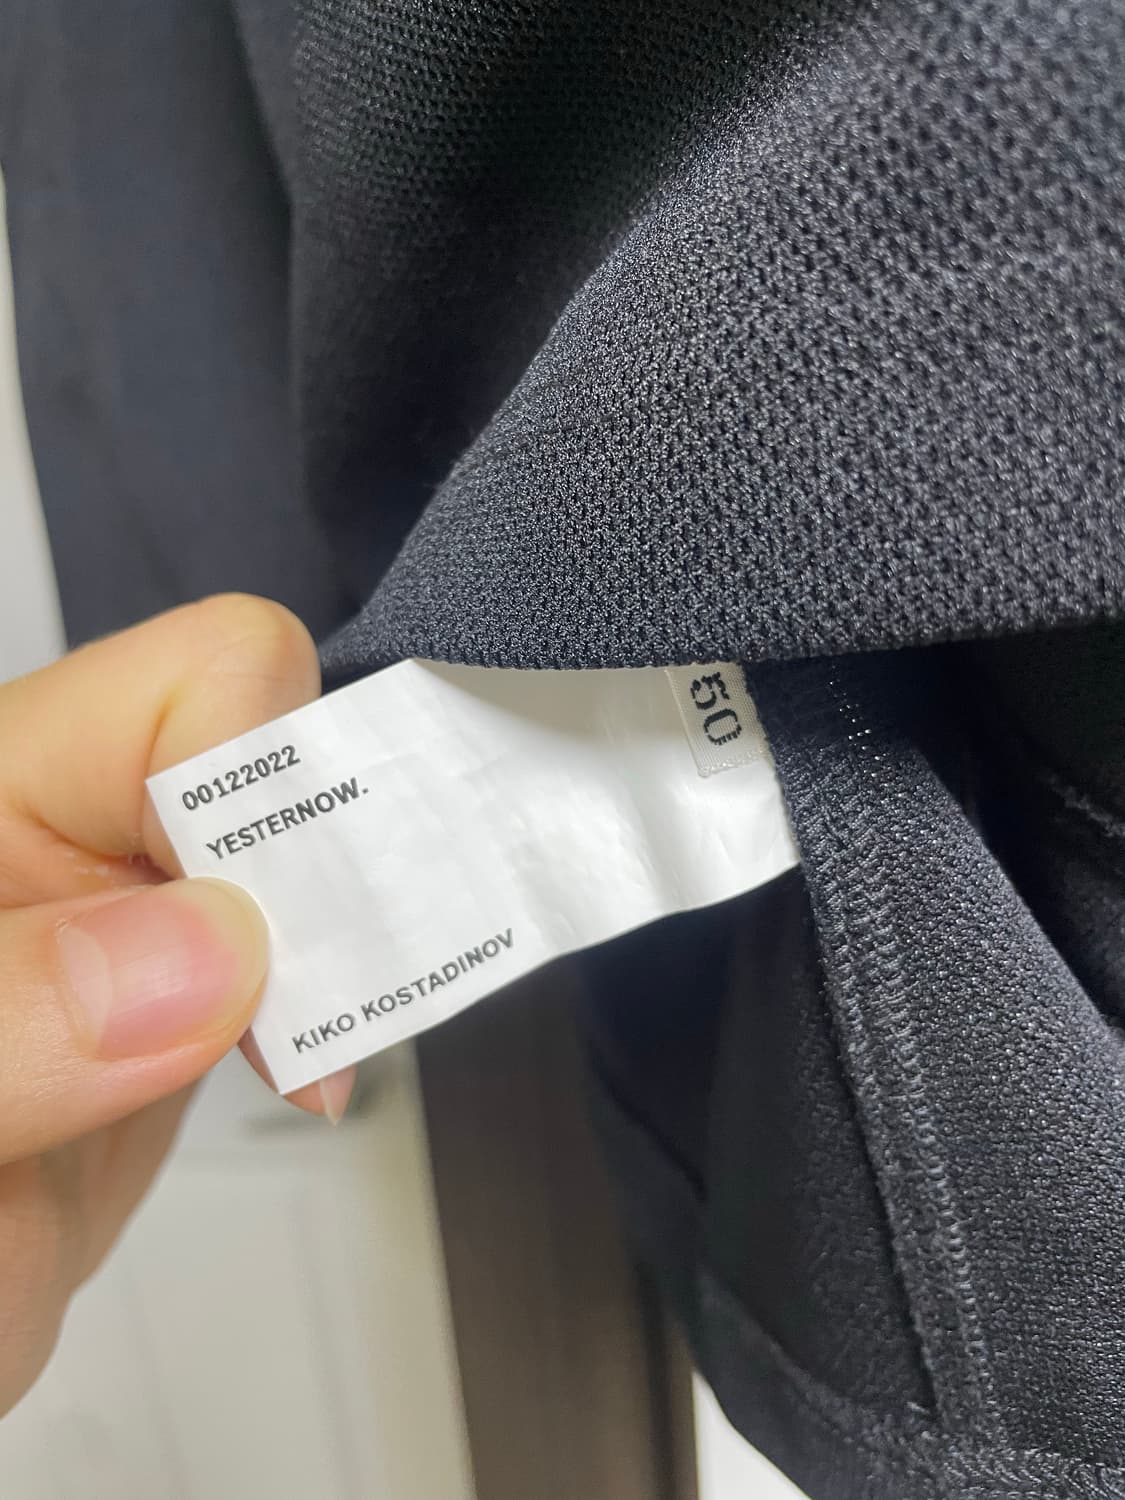 00122022
YESTERNOW.
KIKO KOSTADINOV
50